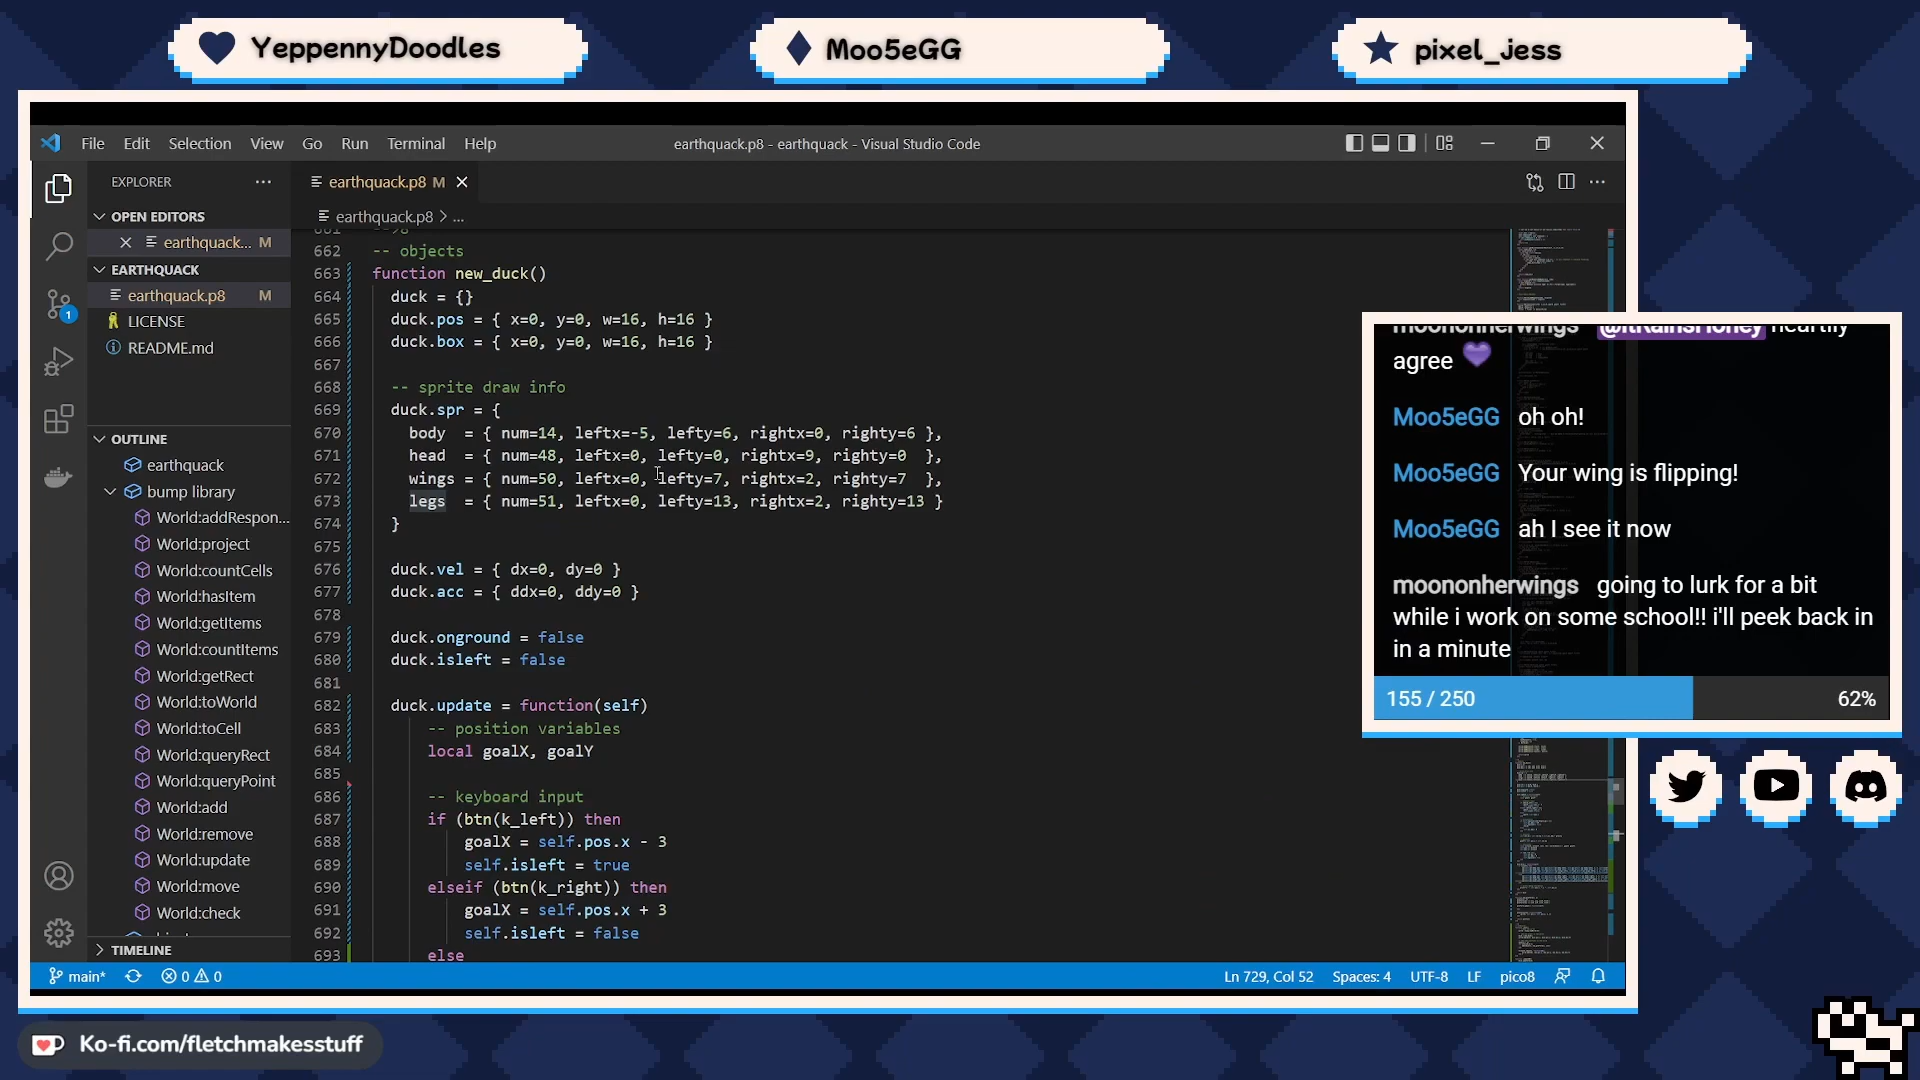 YeppennyDoodles
Moo5eGG
pixel_jess
File Edit Selection View Go Run Terminal Help
earthquack.p8 - earthquack - Visual Studio Code
EXPLORER
OPEN EDITORS
earthquack... M
EARTHQUACK
earthquack.p8 M
LICENSE
README.md
OUTLINE
earthquack
bump library
World:addRespon...
World:project
World:countCells
World:hasItem
World:getItems
World:countItems
World:getRect
World:toWorld
World:toCell
World:queryRect
World:queryPoint
World:add
World:remove
World:update
World:move
World:check
TIMELINE
earthquack.p8 M
earthquack.p8 > ...
662 -- objects
663 function new_duck()
664 duck = {}
665 duck.pos = { x=0, y=0, w=16, h=16 }
666 duck.box = { x=0, y=0, w=16, h=16 }
667
668 -- sprite draw info
669 duck.spr = {
670 body = { num=14, leftx=-5, lefty=6, rightx=0, righty=6 },
671 head = { num=48, leftx=0, lefty=0, rightx=9, righty=0 },
672 wings = { num=50, leftx=0, lefty=7, rightx=2, righty=7 },
673 legs = { num=51, leftx=0, lefty=13, rightx=2, righty=13 }
674 }
675
676 duck.vel = { dx=0, dy=0 }
677 duck.acc = { ddx=0, ddy=0 }
678
679 duck.onground = false
680 duck.isleft = false
681
682 duck.update = function(self)
683 -- position variables
684 local goalX, goalY
685
686 -- keyboard input
687 if (btn(k_left)) then
688 goalX = self.pos.x - 3
689 self.isleft = true
690 elseif (btn(k_right)) then
691 goalX = self.pos.x + 3
692 self.isleft = false
693 else
moononherwings @ItRainsHoney heartily
agree
Moo5eGG oh oh!
Moo5eGG Your wing is flipping!
Moo5eGG ah I see it now
moononherwings going to lurk for a bit
while i work on some school!! i'll peek back in
in a minute
155 / 250 62%
1
main* 0 0 Ln 729, Col 52 Spaces: 4 UTF-8 LF pico8
Ko-fi.com/fletchmakesstuff